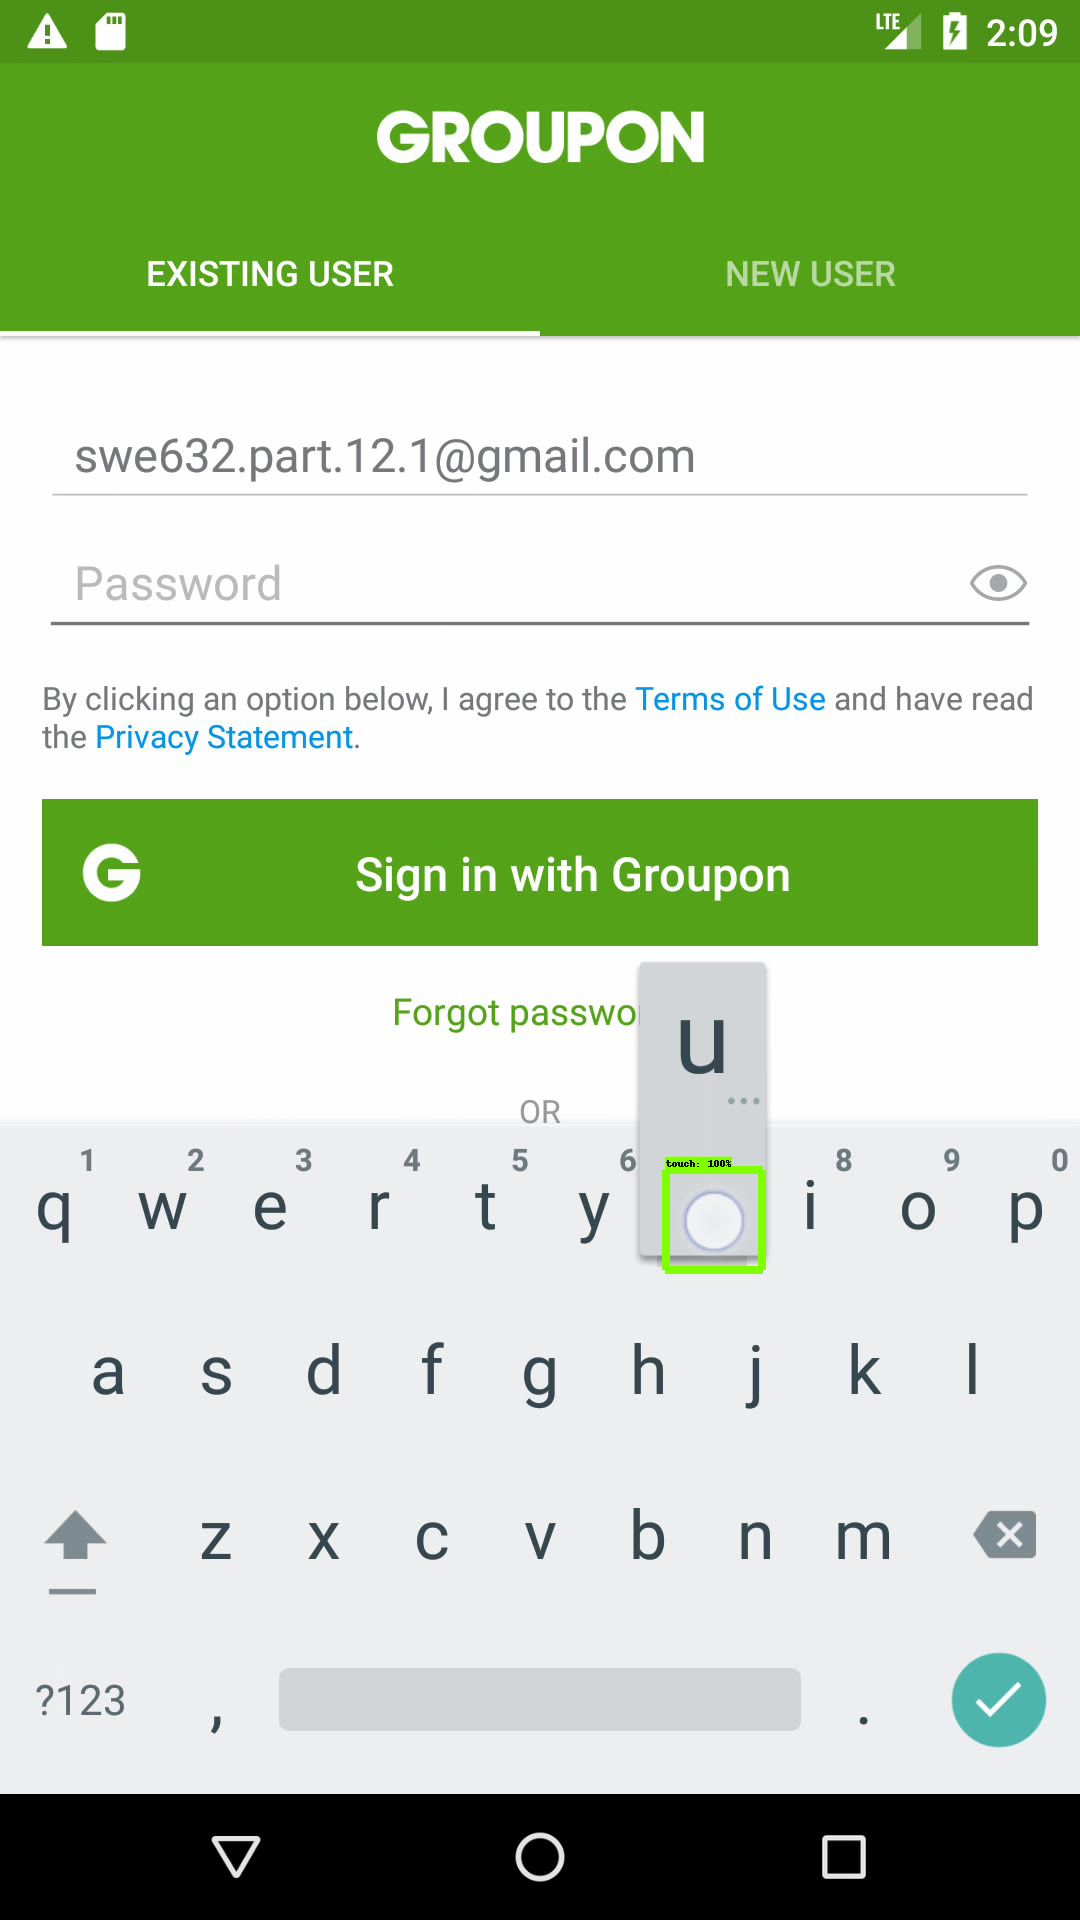 LTE 2:09
GROUPON
EXISTING USER NEW USER
swe632.part.12.1@gmail.com
Password
By clicking an option below, I agree to the Terms of Use and have read
the Privacy Statement.
G Sign in with Groupon
Forgot passwo
u
OR
1 2 3 4 5 6 8 9 0
touch: 100%
q w e r t y i o p
a s d f g h j k l
z x c v b n m
?123 , .